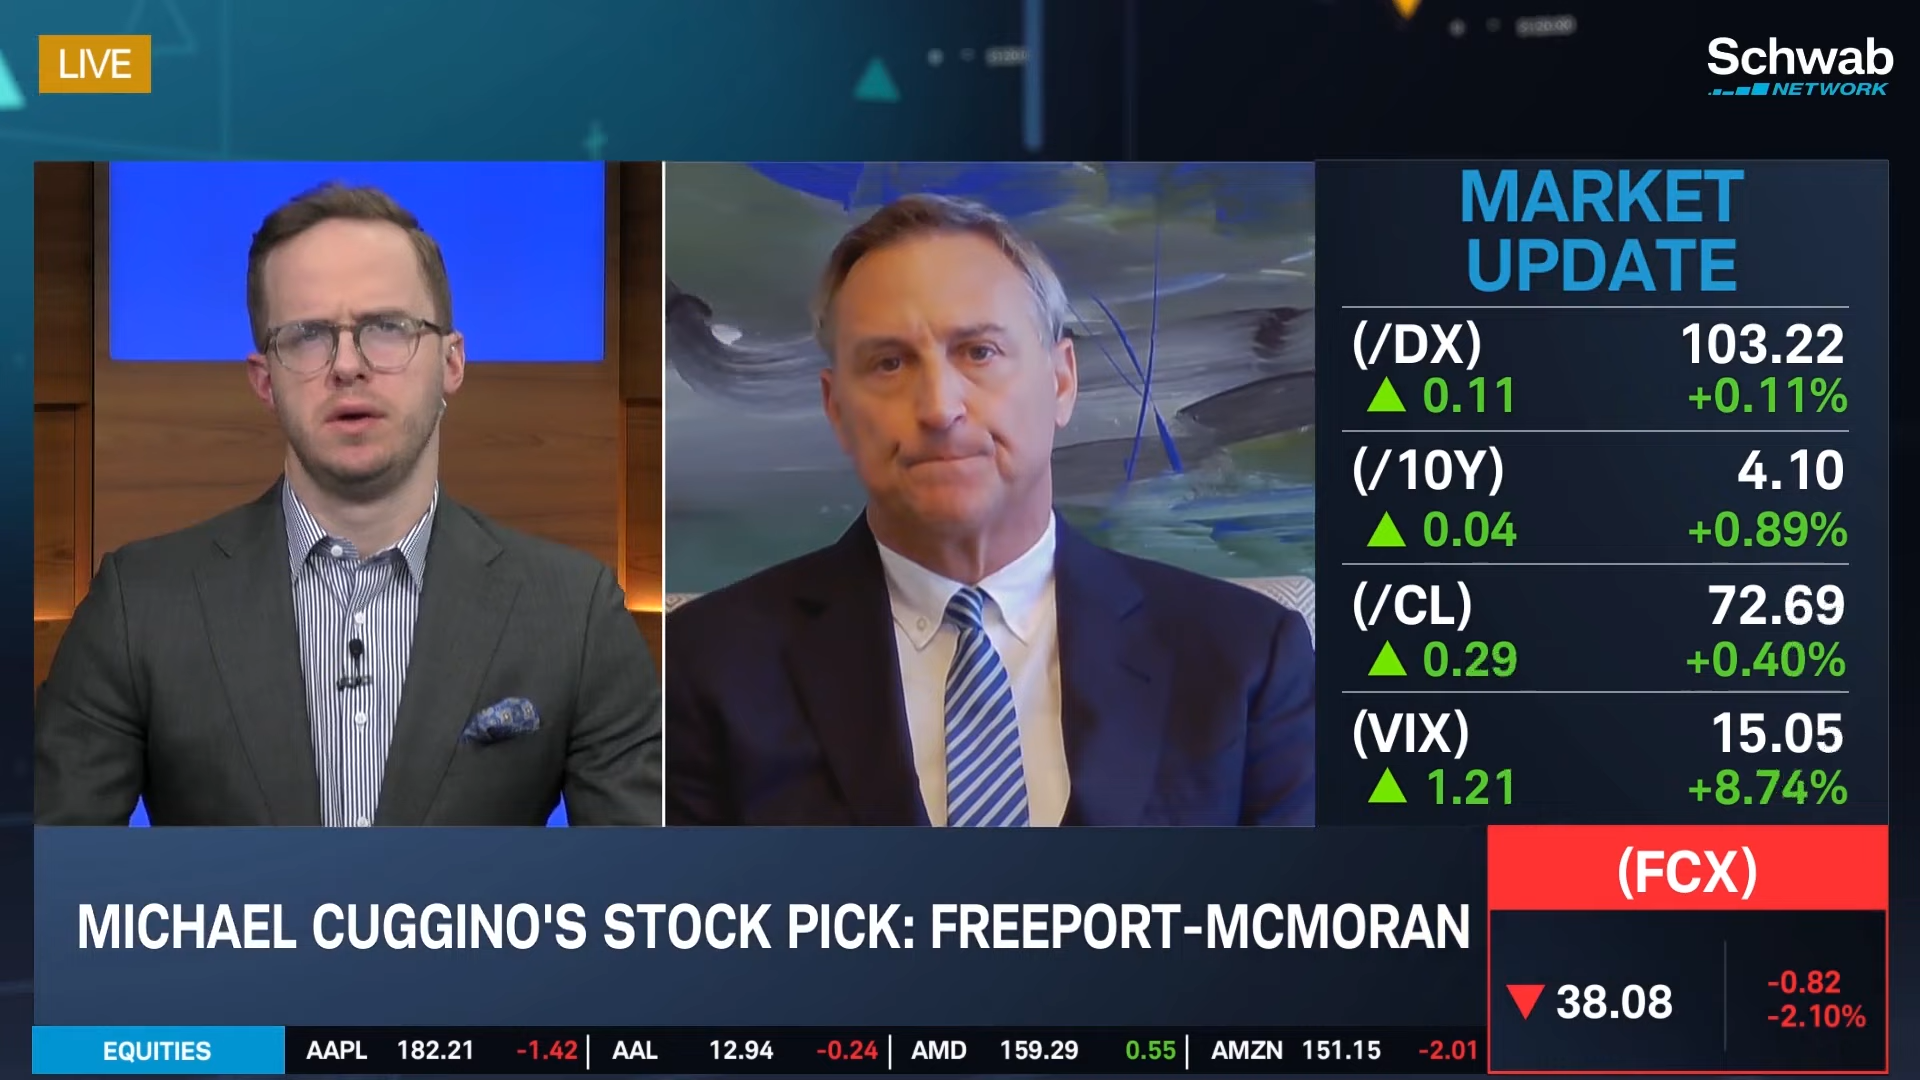 LIVE
Schwab
NETWORK
MARKET
UPDATE
(/DX) 103.22
▲ 0.11 +0.11%
(/10Y) 4.10
▲ 0.04 +0.89%
(/CL) 72.69
▲ 0.29 +0.40%
(VIX) 15.05
▲ 1.21 +8.74%
MICHAEL CUGGINO'S STOCK PICK: FREEPORT-MCMORAN
(FCX)
▼ 38.08
-0.82
-2.10%
EQUITIES AAPL 182.21 -1.42 | AAL 12.94 -0.24 | AMD 159.29 0.55 | AMZN 151.15 -2.01